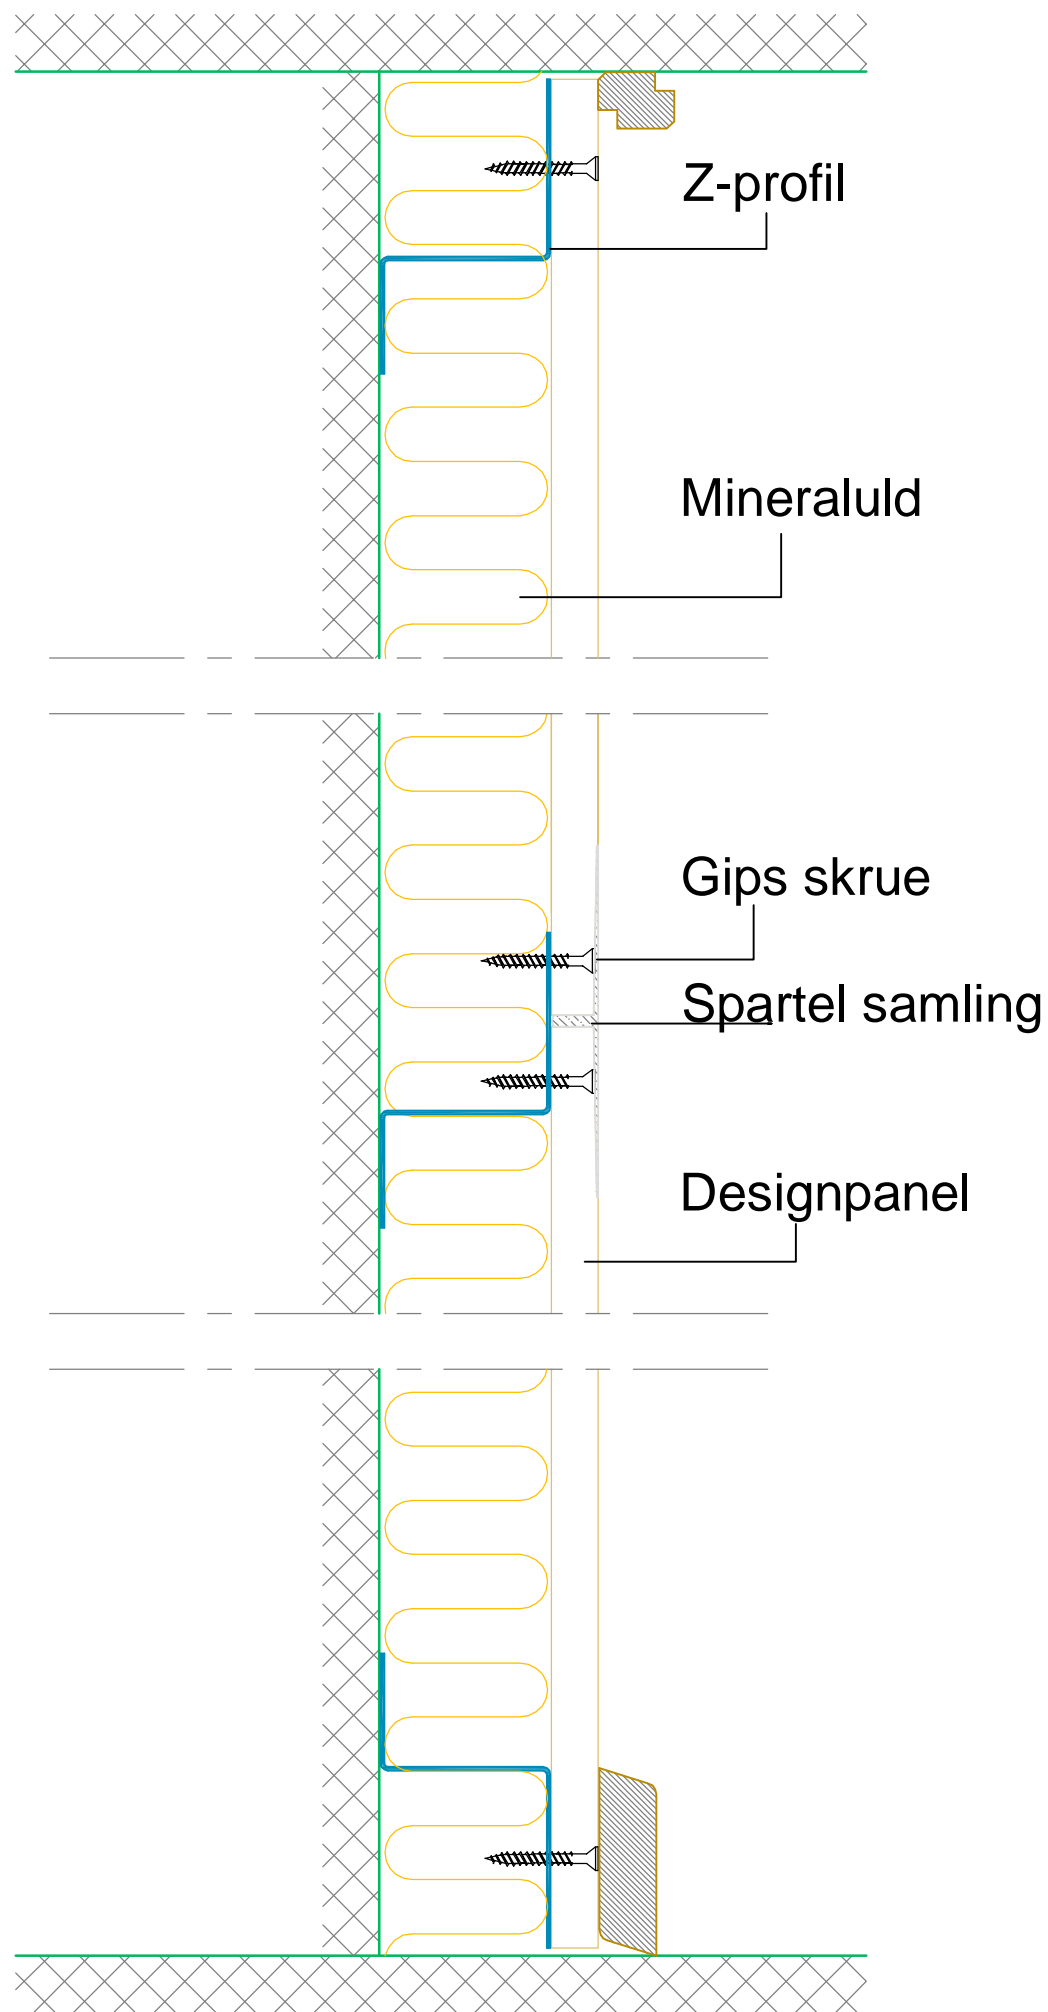 Z-profil
Mineraluld
Gips skrue
Spartel samling
Designpanel